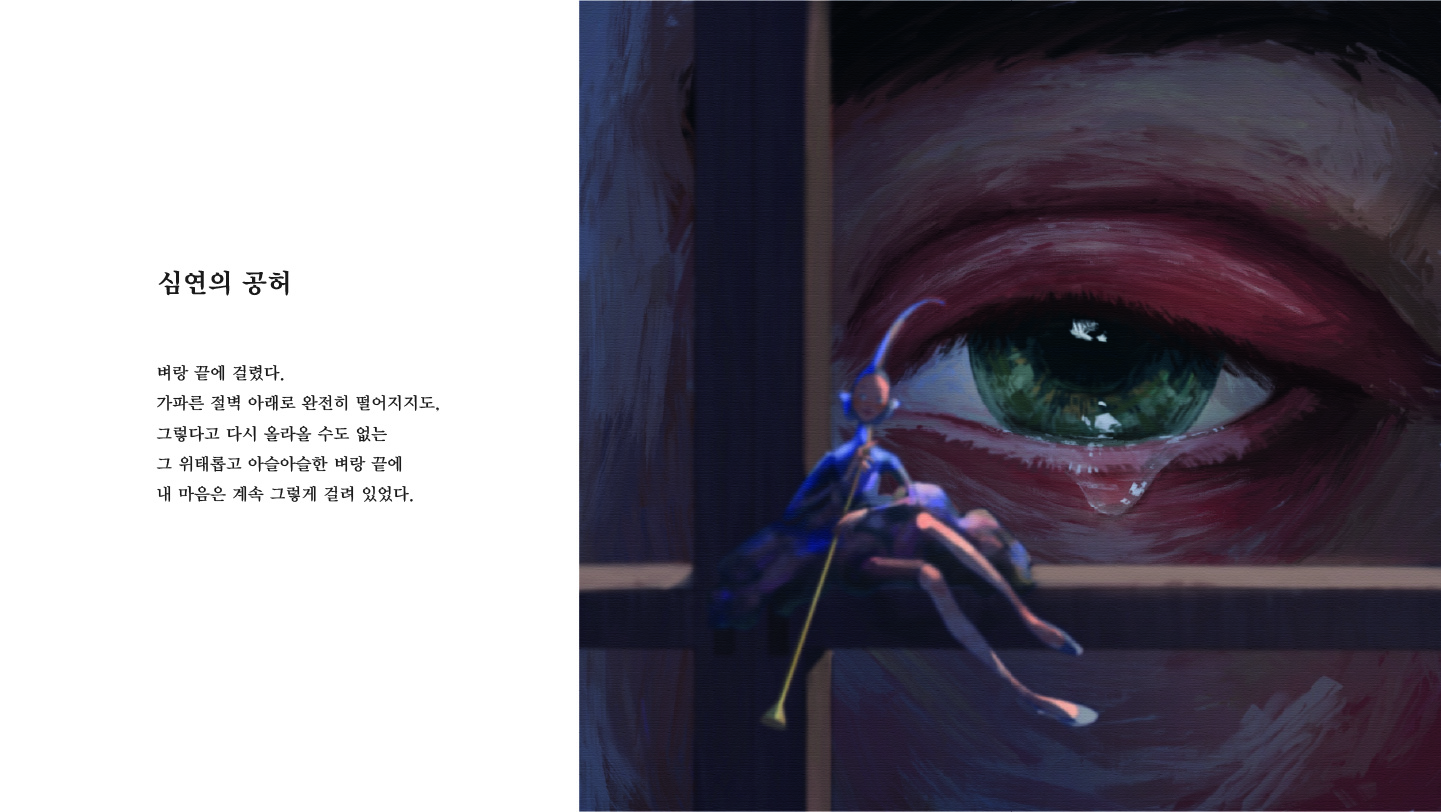 심연의 공허
벼랑 끝에 걸렸다.
가파른 절벽 아래로 완전히 떨어지지도,
그렇다고 다시 올라올 수도 없는
그 위태롭고 아슬아슬한 벼랑 끝에
내 마음은 계속 그렇게 걸려 있었다.